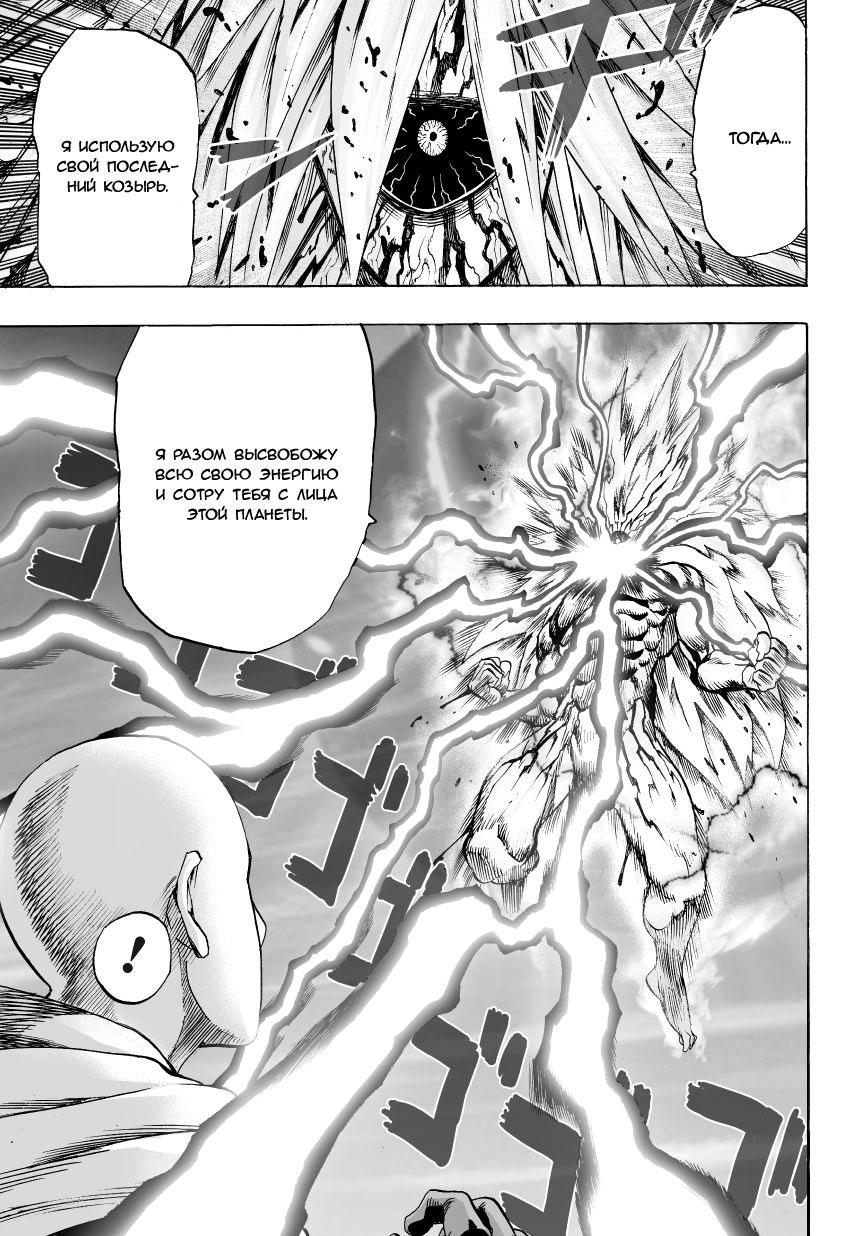 ТОГДА...
Я ИСПОЛЬЗУЮ
СВОЙ ПОСЛЕД-
НИЙ КОЗЫРЬ.
Я РАЗОМ ВЫСВОБОЖУ
ВСЮ СВОЮ ЭНЕРГИЮ
И СОТРУ ТЕБЯ С ЛИЦА
ЭТОЙ ПЛАНЕТЫ.
!